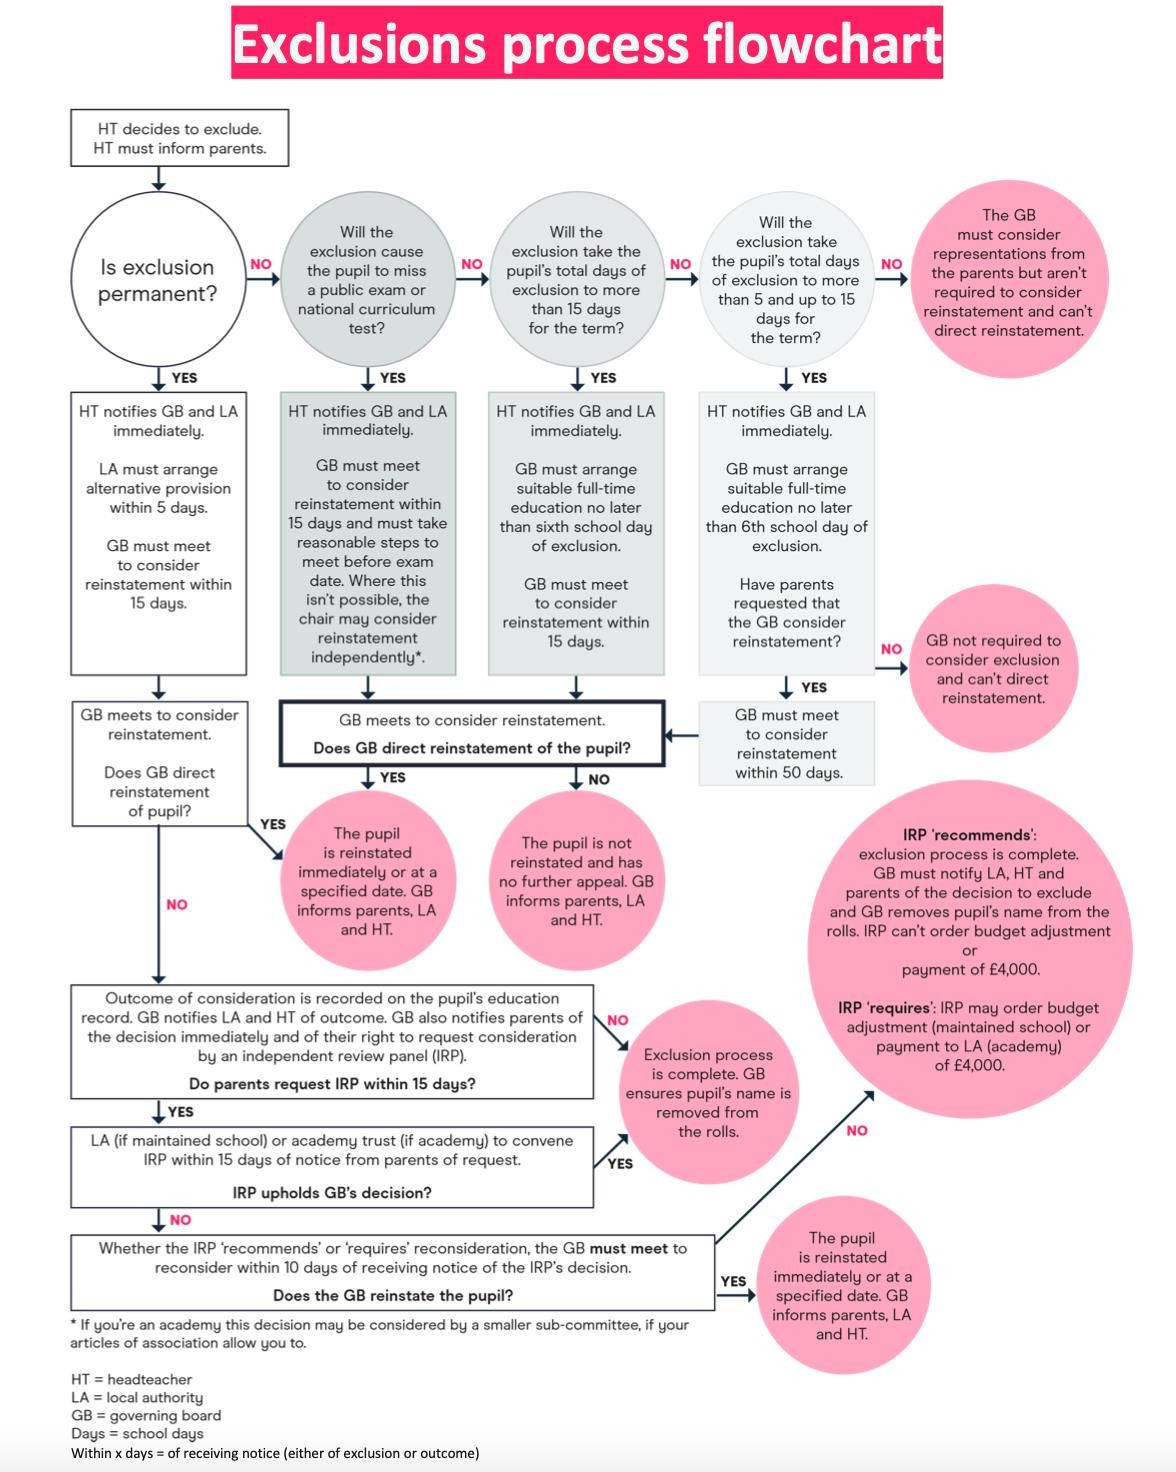 Exclusions process flowchart
HT decides to exclude.
HT must inform parents.
Is exclusion
permanent?
NO
Will the
exclusion cause
the pupil to miss
a public exam or
national curriculum
test?
NO
Will the
exclusion take the
pupil's total days of
exclusion to more
than 15 days
for the term?
NO
Will the
exclusion take
the pupil's total days
of exclusion to more
than 5 and up to 15
days for
the term?
NO
The GB
must consider
representations from
the parents but aren't
required to consider
reinstatement and can't
direct reinstatement.
YES
YES
YES
YES
HT notifies GB and LA
immediately.
LA must arrange
alternative provision
within 5 days.
GB must meet
to consider
reinstatement within
15 days.
HT notifies GB and LA
immediately.
GB must meet
to consider
reinstatement within
15 days and must take
reasonable steps to
meet before exam
date. Where this
isn't possible, the
chair may consider
reinstatement
independently*.
HT notifies GB and LA
immediately.
GB must arrange
suitable full-time
education no later
than sixth school day
of exclusion.
GB must meet
to consider
reinstatement within
15 days.
HT notifies GB and LA
immediately.
GB must arrange
suitable full-time
education no later
than 6th school day of
exclusion.
Have parents
requested that
the GB consider
reinstatement?
NO
GB not required to
consider exclusion
and can't direct
reinstatement.
YES
GB meets to consider
reinstatement.
Does GB direct
reinstatement
of pupil?
GB meets to consider reinstatement.
Does GB direct reinstatement of the pupil?
GB must meet
to consider
reinstatement
within 50 days.
YES
NO
YES
The pupil
is reinstated
immediately or at a
specified date. GB
informs parents, LA
and HT.
The pupil is not
reinstated and has
no further appeal. GB
informs parents, LA
and HT.
IRP 'recommends':
exclusion process is complete.
GB must notify LA, HT and
parents of the decision to exclude
and GB removes pupil's name from the
rolls. IRP can't order budget adjustment
or
payment of £4,000.
IRP 'requires': IRP may order budget
adjustment (maintained school) or
payment to LA (academy)
of £4,000.
NO
Outcome of consideration is recorded on the pupil's education
record. GB notifies LA and HT of outcome. GB also notifies parents of
the decision immediately and of their right to request consideration
by an independent review panel (IRP).
Do parents request IRP within 15 days?
NO
Exclusion process
is complete. GB
ensures pupil's name is
removed from
the rolls.
YES
LA (if maintained school) or academy trust (if academy) to convene
IRP within 15 days of notice from parents of request.
IRP upholds GB's decision?
YES
NO
NO
Whether the IRP 'recommends' or 'requires' reconsideration, the GB must meet to
reconsider within 10 days of receiving notice of the IRP's decision.
Does the GB reinstate the pupil?
YES
The pupil
is reinstated
immediately or at a
specified date. GB
informs parents, LA
and HT.
* If you're an academy this decision may be considered by a smaller sub-committee, if your
articles of association allow you to.
HT = headteacher
LA = local authority
GB = governing board
Days = school days
Within x days = of receiving notice (either of exclusion or outcome)